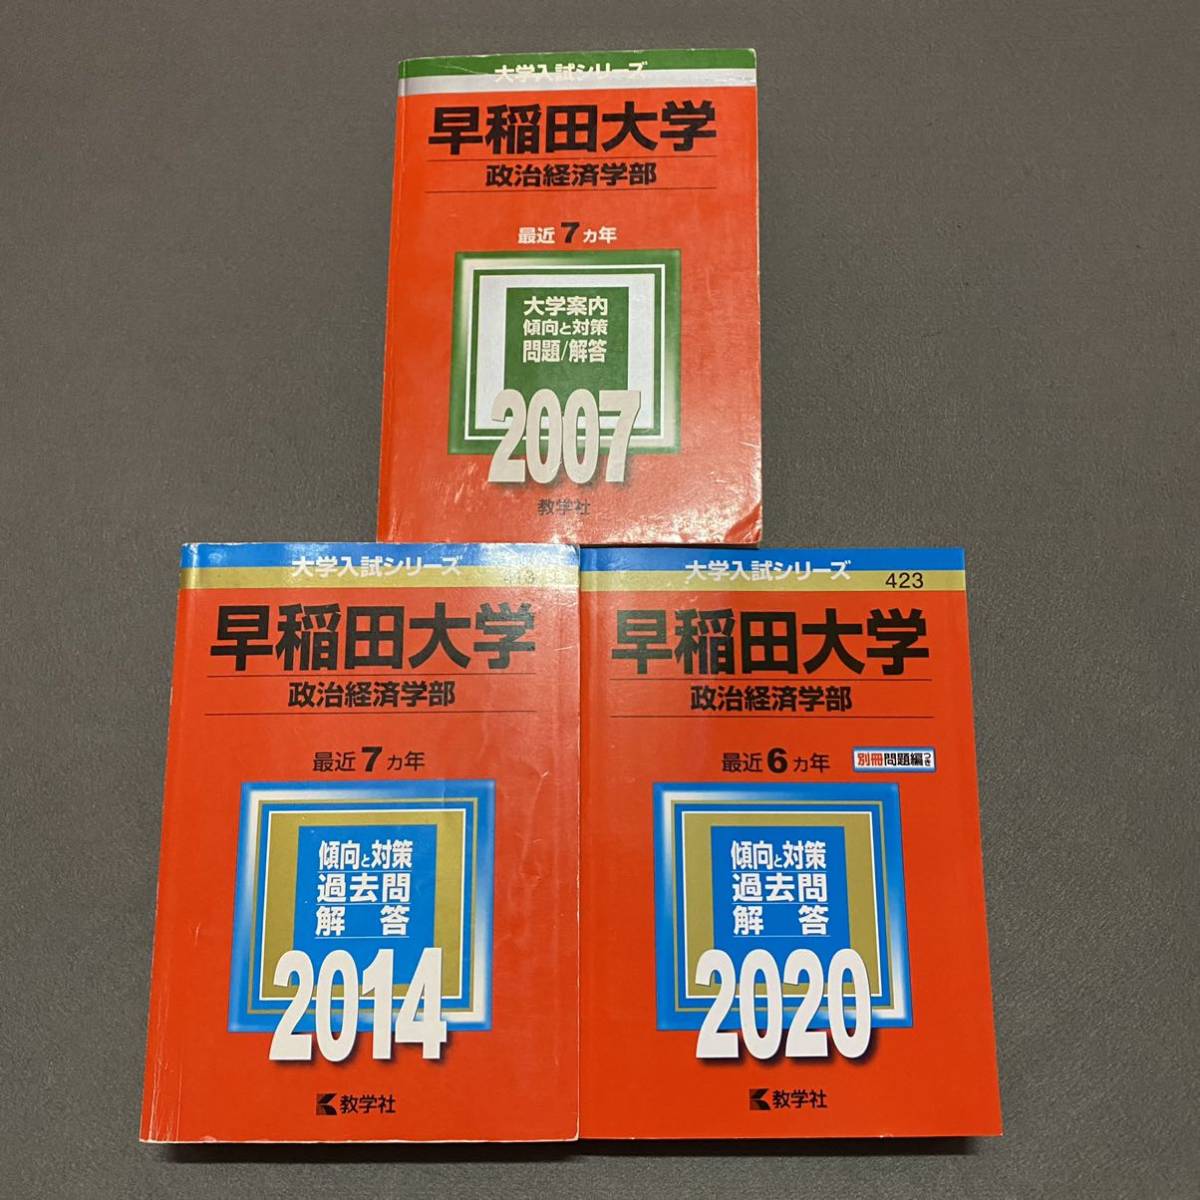 大学入試シリーズ
早稲田大学
政治経済学部
最近7ヵ年
大学案内
傾向と対策
問題/解答
2007
教学社
大学入試シリーズ
早稲田大学
政治経済学部
最近7ヵ年
傾向と対策
過去問
解答
2014
教学社
大学入試シリーズ
423
早稲田大学
政治経済学部
最近6ヵ年
別冊問題編つき
傾向と対策
過去問
解答
2020
教学社